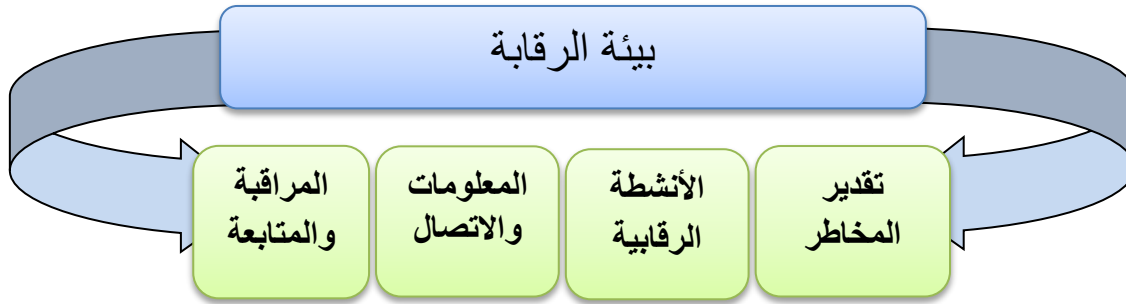 بيئة الرقابة
تقدير
المخاطر
الأنشطة
الرقابية
المعلومات
والاتصال
المراقبة
والمتابعة